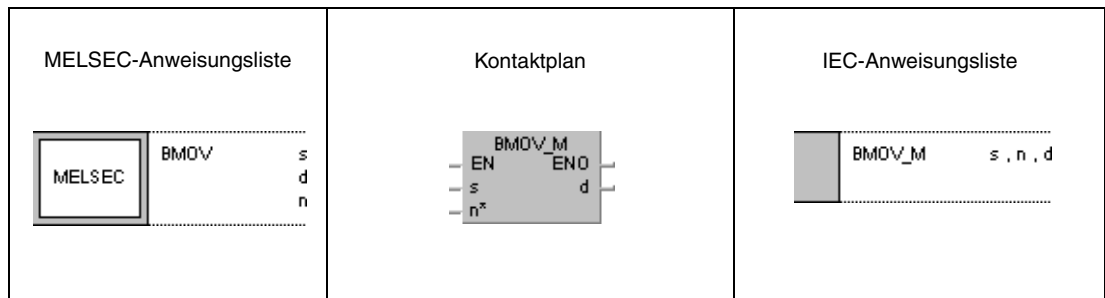 MELSEC-Anweisungsliste
MELSEC
BMOV s
d
n
Kontaktplan
BMOV_M
EN ENO
s d
n*
IEC-Anweisungsliste
BMOV_M s , n , d